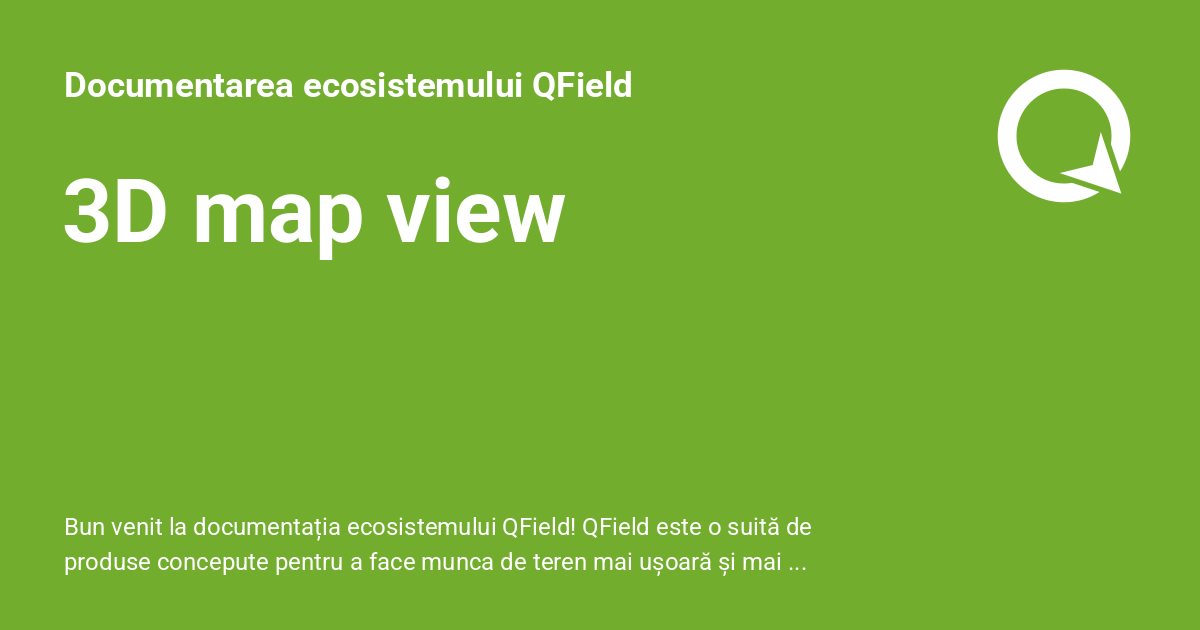 Documentarea ecosistemului QField
3D map view
Bun venit la documentația ecosistemului QField! QField este o suită de
produse concepute pentru a face munca de teren mai ușoară și mai ...